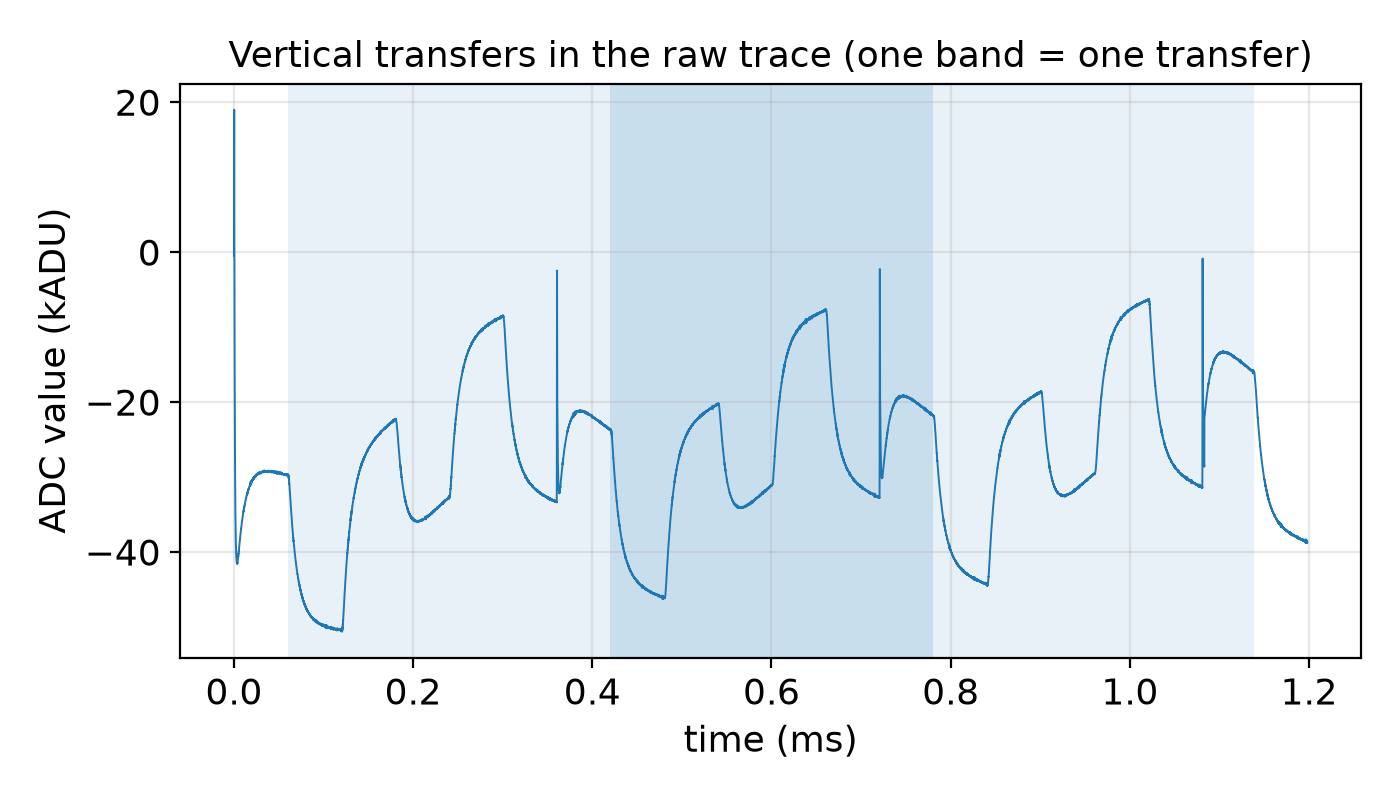 Vertical transfers in the raw trace (one band = one transfer)
ADC value (kADU)
20
0
−20
−40
0.0 0.2 0.4 0.6 0.8 1.0 1.2
time (ms)